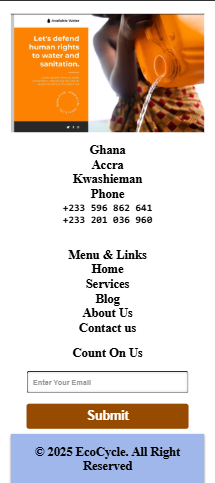 Available Water
Let's defend
human rights
to water and
sanitation.
Ghana
Accra
Kwashieman
Phone
+233 596 862 641
+233 201 036 960
Menu & Links
Home
Services
Blog
About Us
Contact us
Count On Us
Enter Your Email
Submit
© 2025 EcoCycle. All Right
Reserved